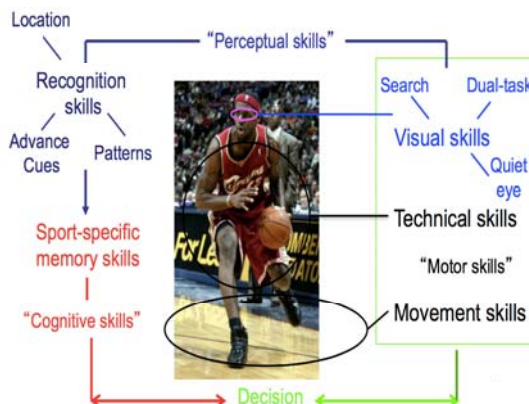 Location
"Perceptual skills"
Recognition
skills
Search
Dual-task
Advance
Cues
Patterns
Visual skills
Quiet
eye
Sport-specific
memory skills
Technical skills
"Motor skills"
"Cognitive skills"
Movement skills
Decision